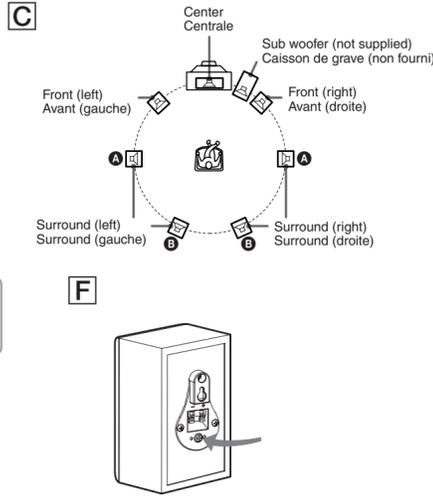 C
Center
Centrale
Sub woofer (not supplied)
Caisson de grave (non fourni)
Front (left)
Avant (gauche)
Front (right)
Avant (droite)
A
A
Surround (left)
Surround (gauche)
Surround (right)
Surround (droite)
B
B
F